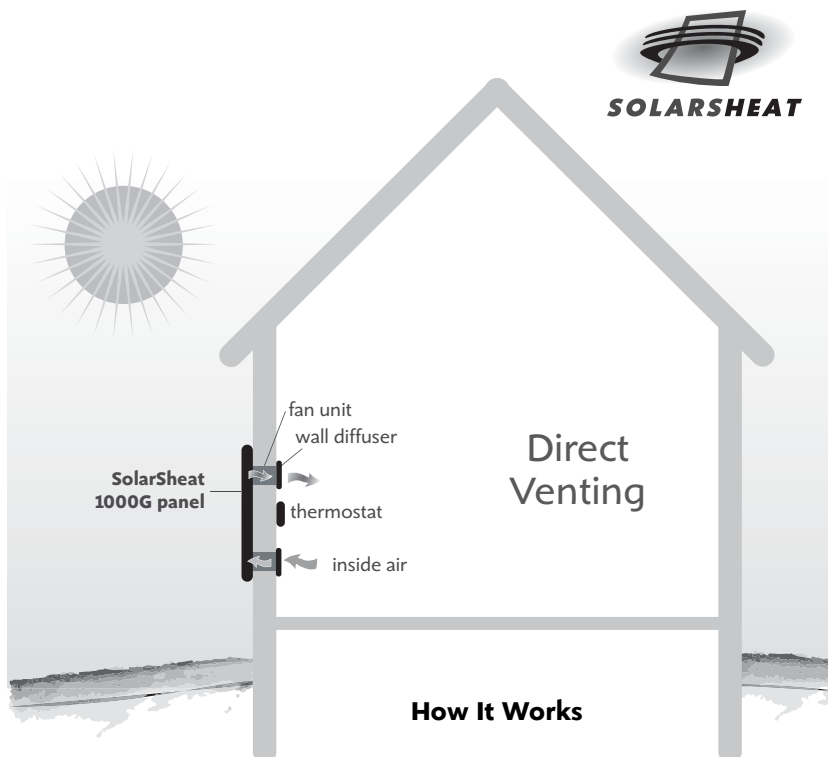 SOLARSHEAT
fan unit
wall diffuser
SolarSheat
1000G panel
thermostat
inside air
Direct
Venting
How It Works